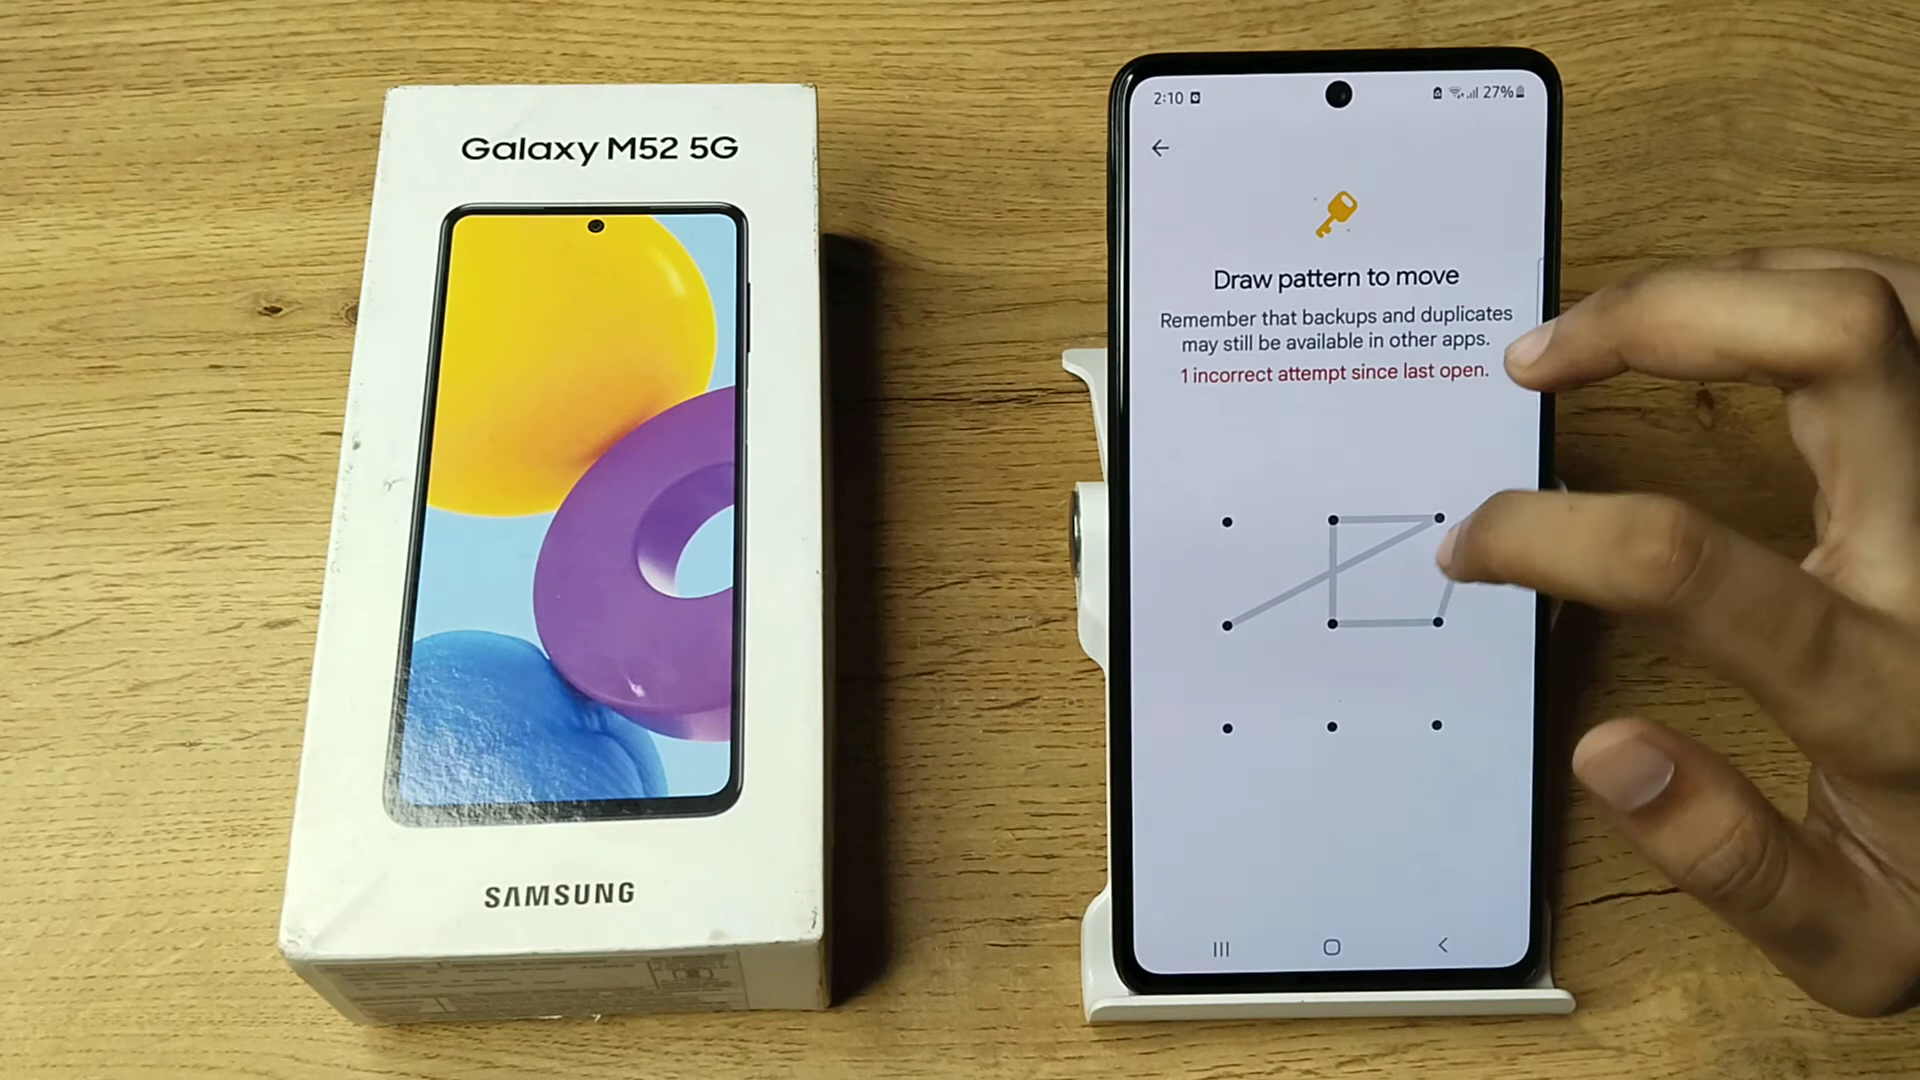 Galaxy M52 5G
SAMSUNG
2:10
27%
Draw pattern to move
Remember that backups and duplicates
may still be available in other apps.
1 incorrect attempt since last open.